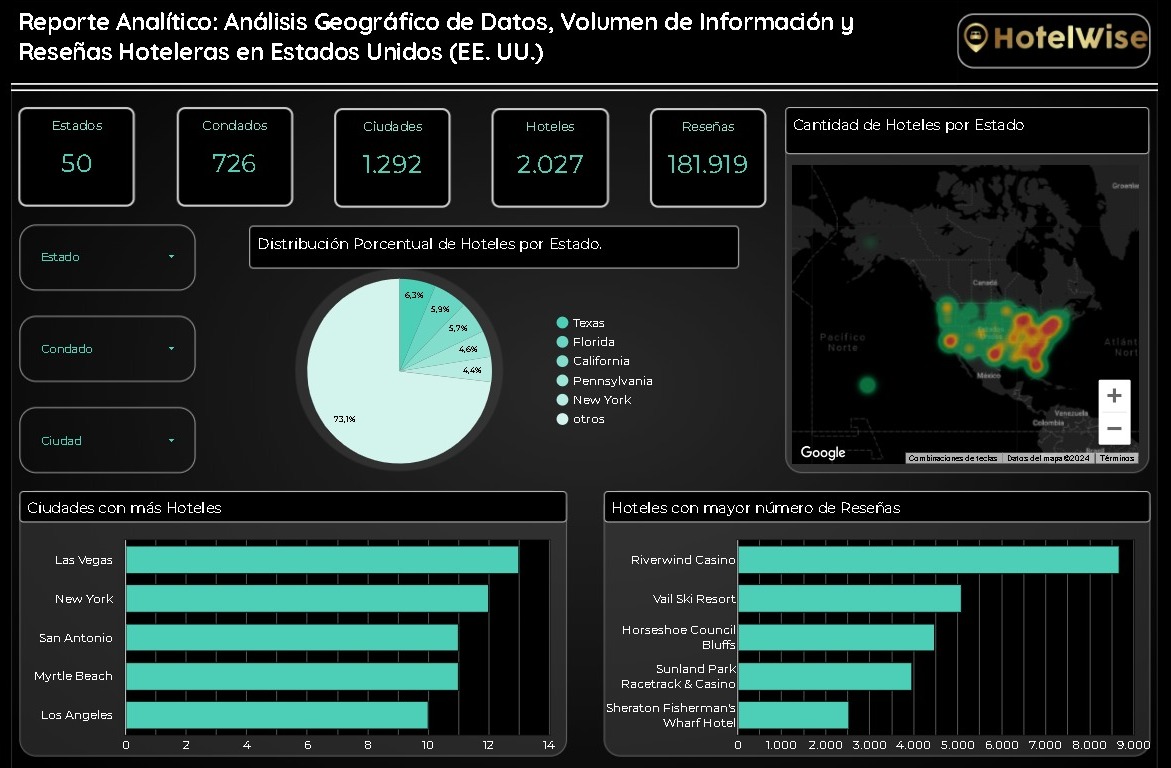 Reporte Analítico: Análisis Geográfico de Datos, Volumen de Información y
Reseñas Hoteleras en Estados Unidos (EE. UU.)
HotelWise
Estados
50
Condados
726
Ciudades
1.292
Hoteles
2.027
Reseñas
181.919
Cantidad de Hoteles por Estado
Canadá
Estados
Unidos
México
Pacífico
Norte
Venezuela
Colombia
Google
Combinaciones de teclas
Datos del mapa ©2024
Términos
+
−
Estado
Condado
Ciudad
Distribución Porcentual de Hoteles por Estado.
6,3%
5,9%
5,7%
4,6%
4,4%
73,1%
Texas
Florida
California
Pennsylvania
New York
otros
Ciudades con más Hoteles
Las Vegas
New York
San Antonio
Myrtle Beach
Los Angeles
0 2 4 6 8 10 12 14
Hoteles con mayor número de Reseñas
Riverwind Casino
Vail Ski Resort
Horseshoe Council
Bluffs
Sunland Park
Racetrack & Casino
Sheraton Fisherman's
Wharf Hotel
0 1.000 2.000 3.000 4.000 5.000 6.000 7.000 8.000 9.000